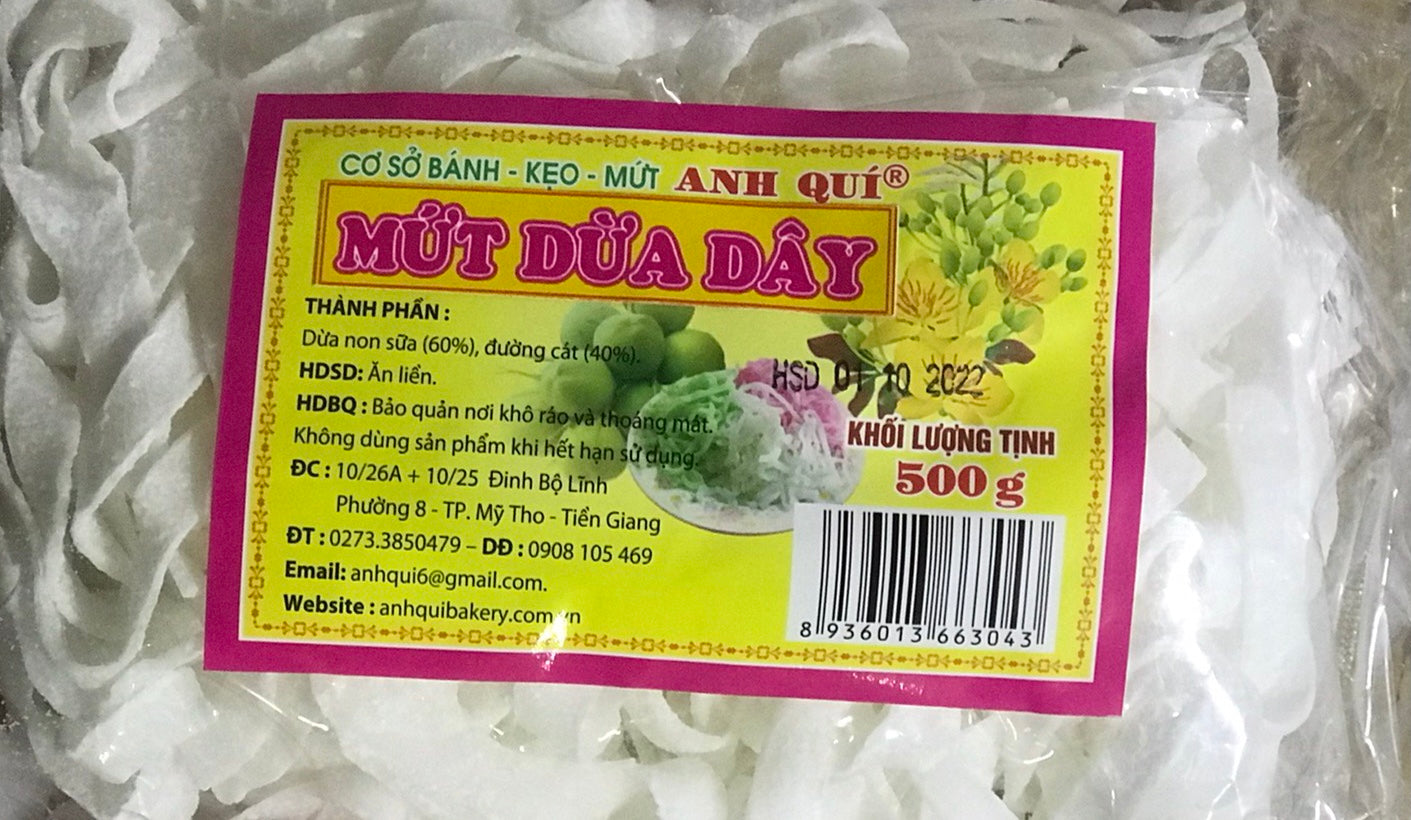 CƠ SỞ BÁNH - KẸO - MỨT ANH QUÍ®
MỨT DỪA DÂY
THÀNH PHẦN :
Dừa non sữa (60%), đường cát (40%).
HDSD: Ăn liền.
HDBQ : Bảo quản nơi khô ráo và thoáng mát.
Không dùng sản phẩm khi hết hạn sử dụng.
ĐC : 10/26A + 10/25 Đinh Bộ Lĩnh
Phường 8 - TP. Mỹ Tho - Tiền Giang
ĐT : 0273.3850479 – DĐ : 0908 105 469
Email: anhqui6@gmail.com.
Website : anhquibakery.com.vn
HSD 01 10 2022
KHỐI LƯỢNG TỊNH
500 g
8 936013 663043